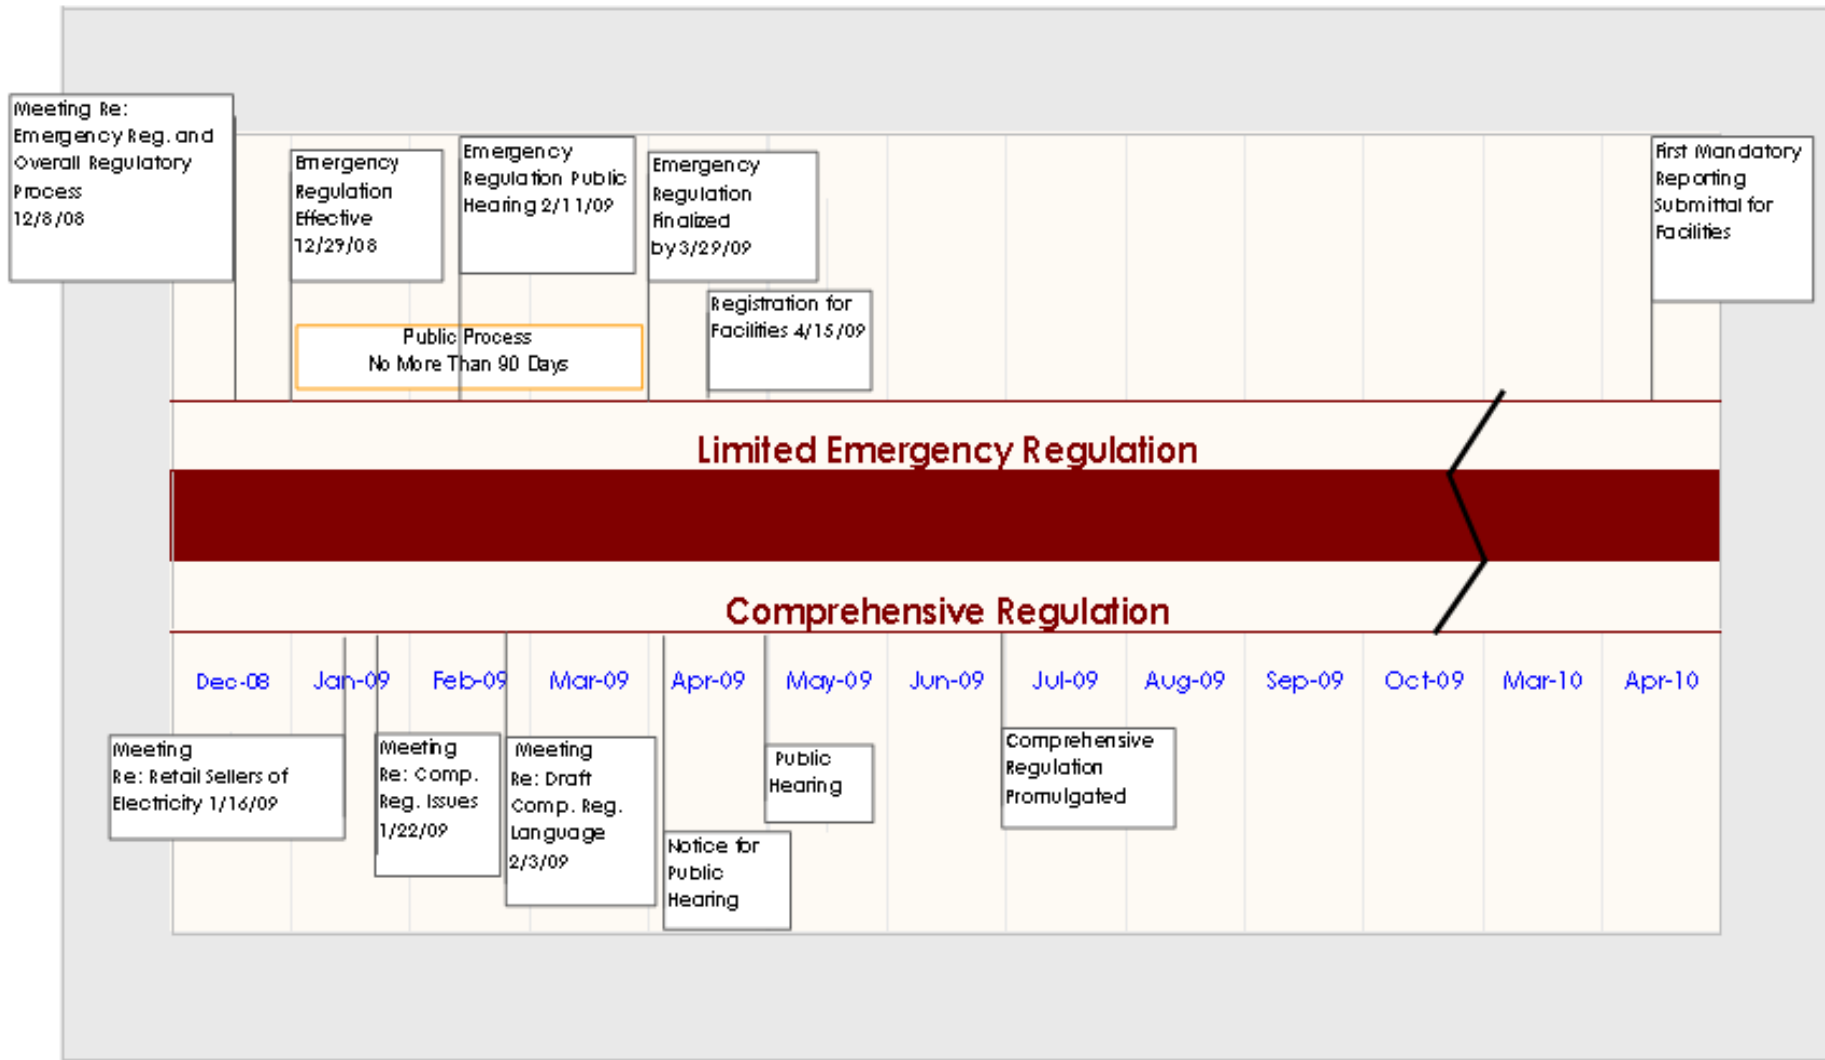 Meeting Re:
Emergency Reg. and
Overall Regulatory
Process
12/8/08
Emergency
Regulation
Effective
12/29/08
Emergency
Regulation Public
Hearing 2/11/09
Emergency
Regulation
Finalized
by 3/29/09
First Mandatory
Reporting
Submittal for
Facilities
Registration for
Facilities 4/15/09
Public Process
No More Than 90 Days
Limited Emergency Regulation
Comprehensive Regulation
Dec-08 Jan-09 Feb-09 Mar-09 Apr-09 May-09 Jun-09 Jul-09 Aug-09 Sep-09 Oct-09 Mar-10 Apr-10
Meeting
Re: Retail Sellers of
Electricity 1/16/09
Meeting
Re: Comp.
Reg. Issues
1/22/09
Meeting
Re: Draft
Comp. Reg.
Language
2/3/09
Notice for
Public
Hearing
Public
Hearing
Comprehensive
Regulation
Promulgated